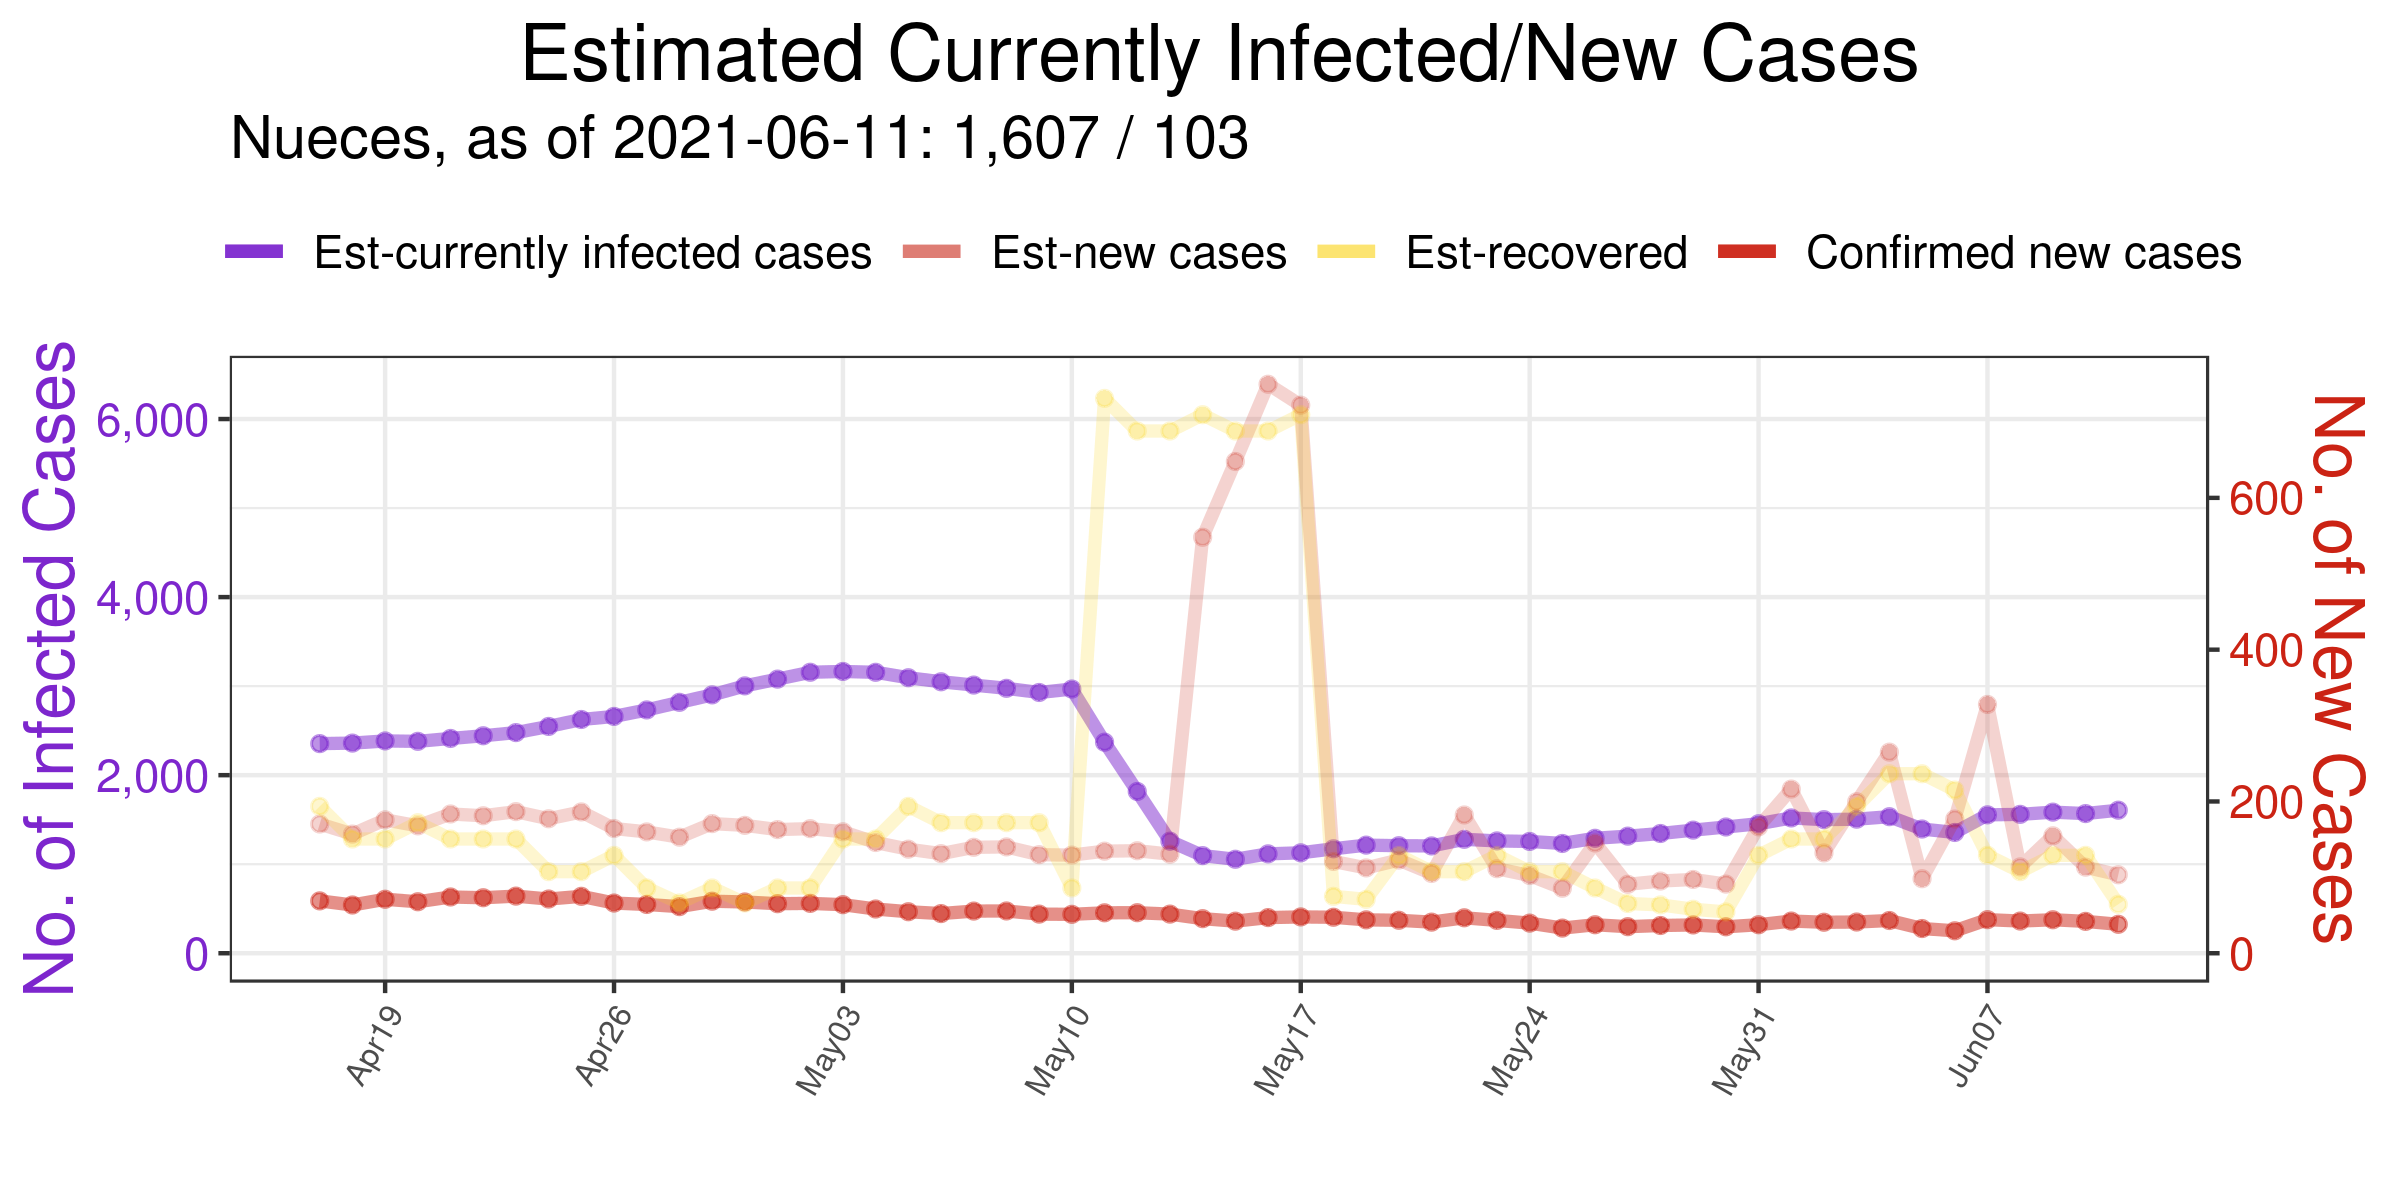 Estimated Currently Infected/New Cases
Nueces, as of 2021-06-11: 1,607 / 103
Est-currently infected cases Est-new cases Est-recovered Confirmed new cases
No. of Infected Cases
6,000
4,000
2,000
0
No. of New Cases
600
400
200
0
Apr19 Apr26 May03 May10 May17 May24 May31 Jun07